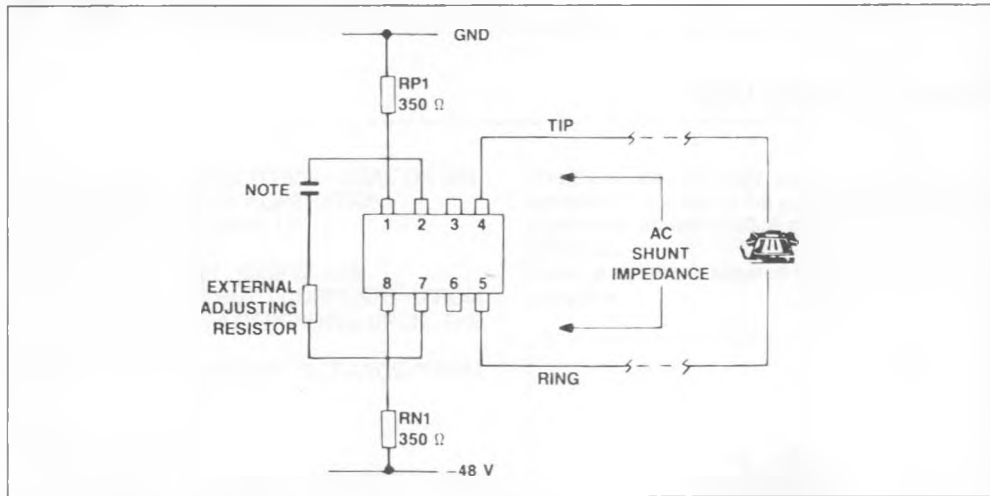 GND
RP1
350 Ω
TIP
NOTE
1 2 3 4
AC
SHUNT
IMPEDANCE
8 7 6 5
EXTERNAL
ADJUSTING
RESISTOR
RING
RN1
350 Ω
-48 V